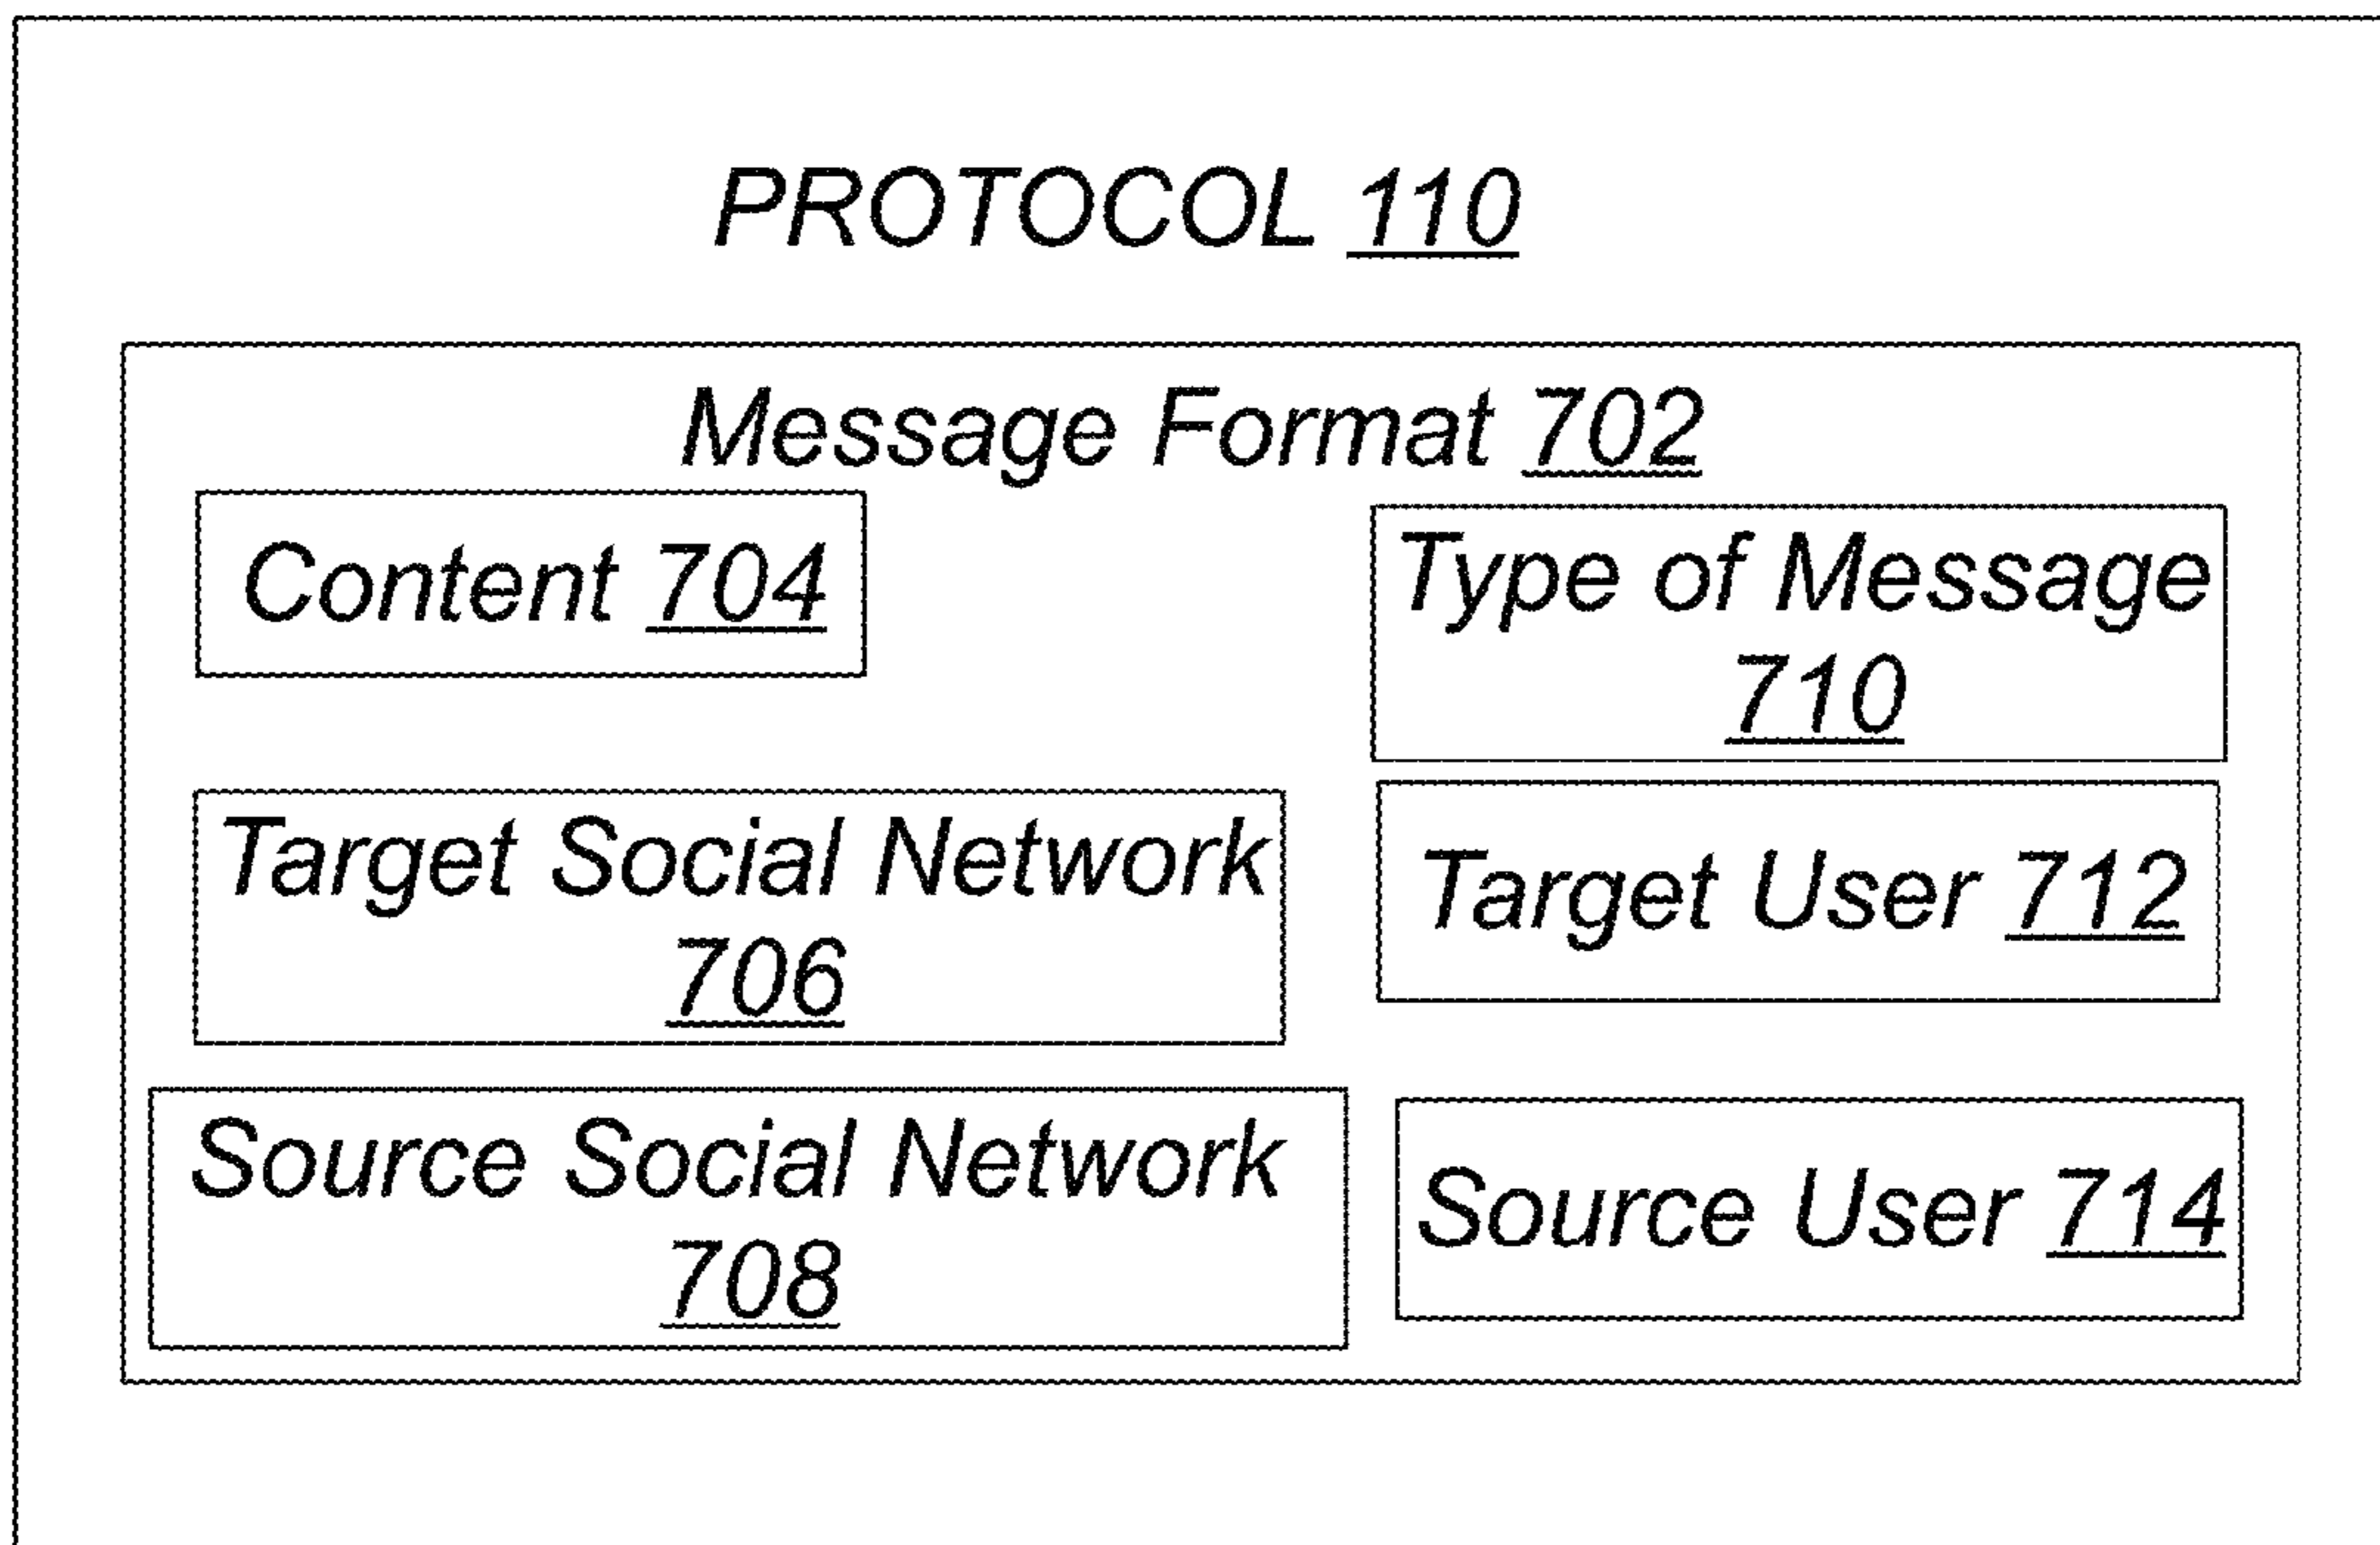 PROTOCOL 110
Message Format 702
Content 704
Type of Message
710
Target Social Network
706
Target User 712
Source Social Network
708
Source User 714